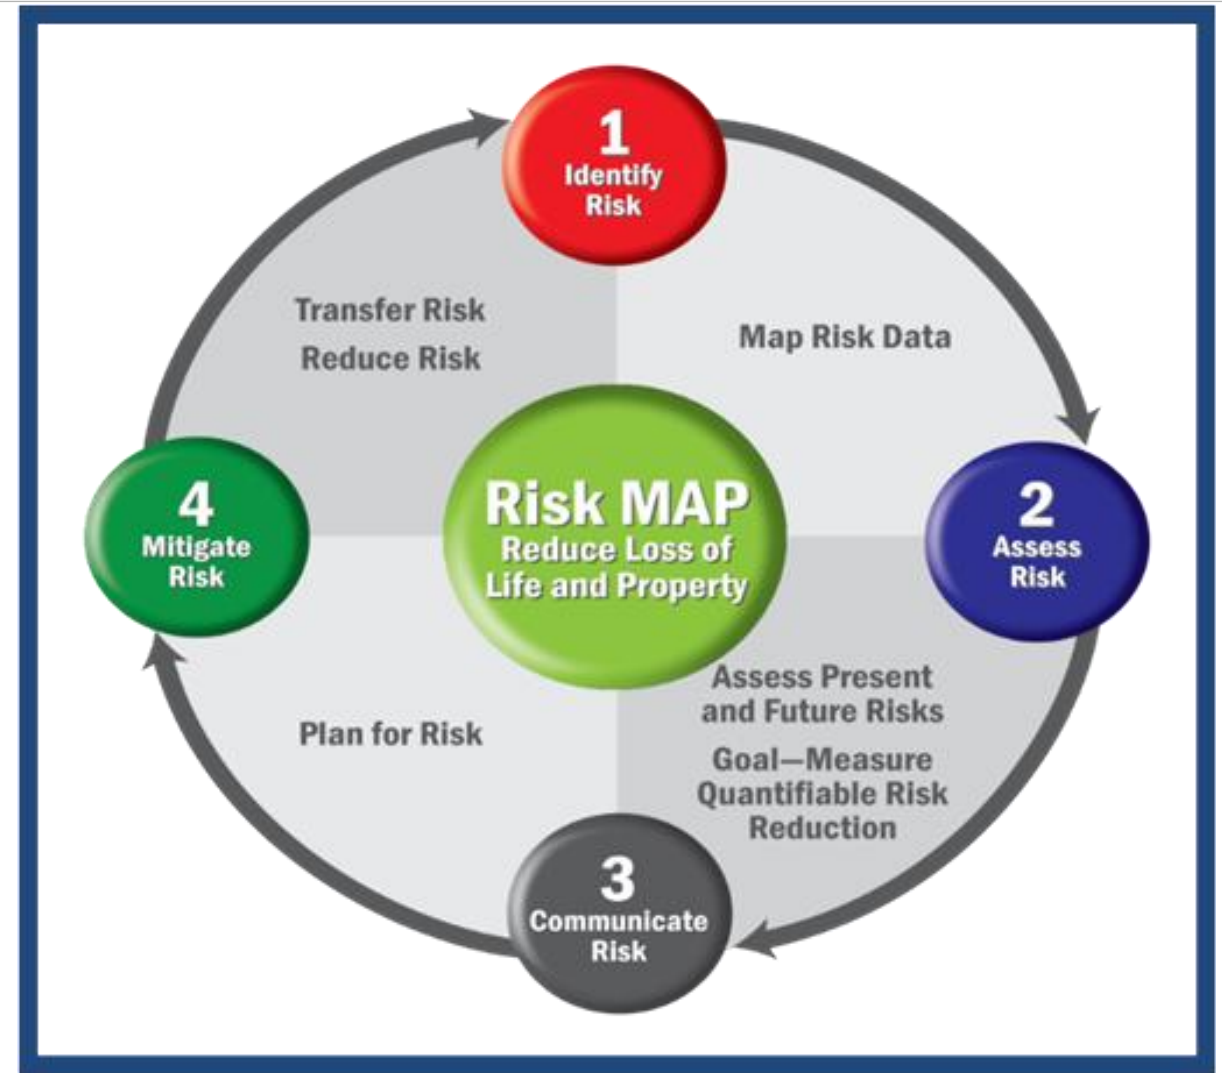 1
Identify
Risk
Transfer Risk
Reduce Risk
Map Risk Data
Risk MAP
Reduce Loss of
Life and Property
4
Mitigate
Risk
2
Assess
Risk
Plan for Risk
Assess Present
and Future Risks
Goal—Measure
Quantifiable Risk
Reduction
3
Communicate
Risk